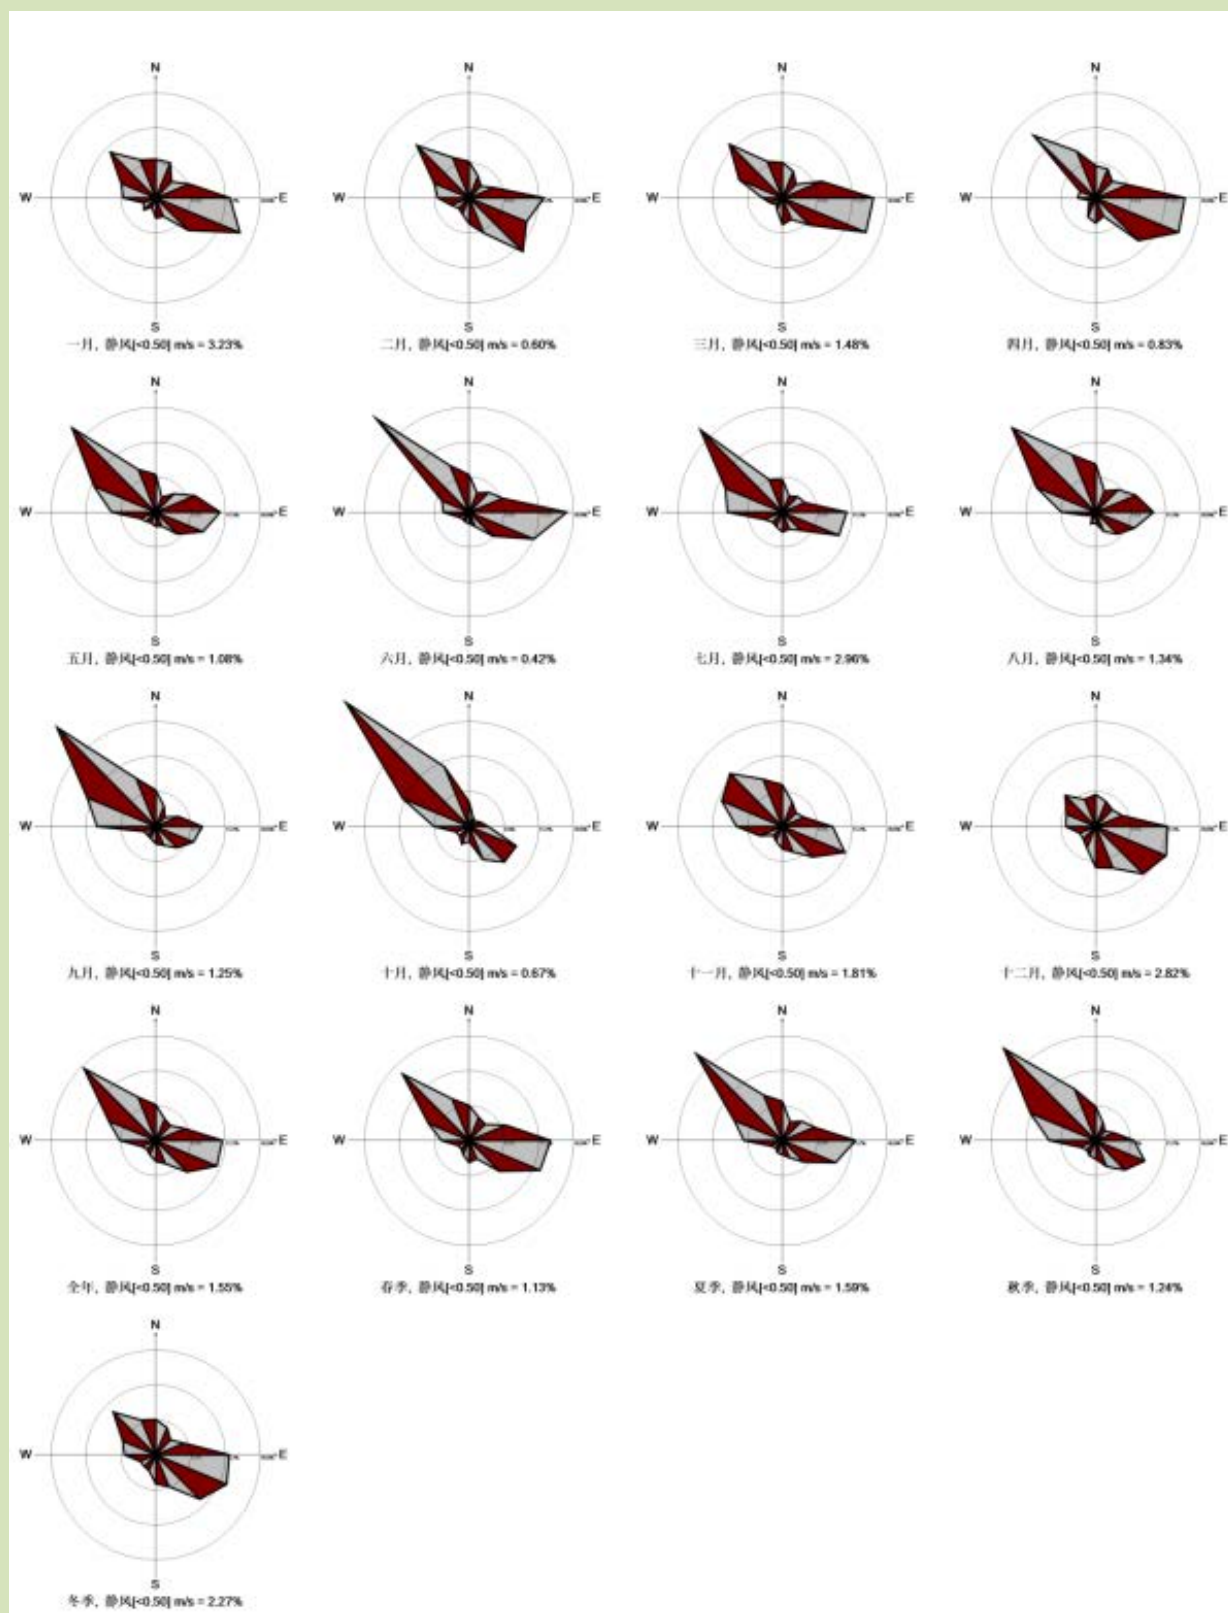 N N N N
W E W E W E W E
S S S S
一月, 静风[<0.50] m/s = 3.23% 二月, 静风[<0.50] m/s = 0.60% 三月, 静风[<0.50] m/s = 1.48% 四月, 静风[<0.50] m/s = 0.83%
N N N N
W E W E W E W E
S S S S
五月, 静风[<0.50] m/s = 1.08% 六月, 静风[<0.50] m/s = 0.42% 七月, 静风[<0.50] m/s = 2.96% 八月, 静风[<0.50] m/s = 1.34%
N N N N
W E W E W E W E
S S S S
九月, 静风[<0.50] m/s = 1.25% 十月, 静风[<0.50] m/s = 0.67% 十一月, 静风[<0.50] m/s = 1.81% 十二月, 静风[<0.50] m/s = 2.82%
N N N N
W E W E W E W E
S S S S
全年, 静风[<0.50] m/s = 1.55% 春季, 静风[<0.50] m/s = 1.13% 夏季, 静风[<0.50] m/s = 1.59% 秋季, 静风[<0.50] m/s = 1.24%
N
W E
S
冬季, 静风[<0.50] m/s = 2.27%